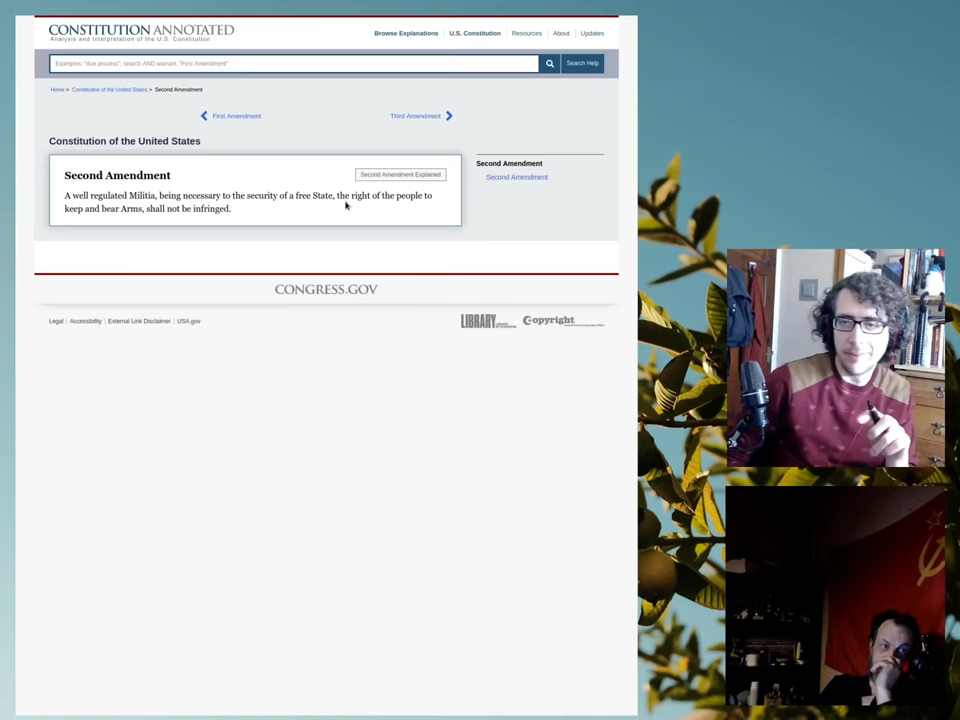 CONSTITUTION ANNOTATED
Analysis and Interpretation of the U.S. Constitution
Browse Explanations | U.S. Constitution | Resources | About | Updates
Examples: "due process", search AND warrant, "First Amendment"
Search Help
Home > Constitution of the United States > Second Amendment
First Amendment
Third Amendment
Constitution of the United States
Second Amendment
Second Amendment Explained
A well regulated Militia, being necessary to the security of a free State, the right of the people to
keep and bear Arms, shall not be infringed.
Second Amendment
Second Amendment
CONGRESS.GOV
Legal | Accessibility | External Link Disclaimer | USA.gov
LIBRARY
Copyright